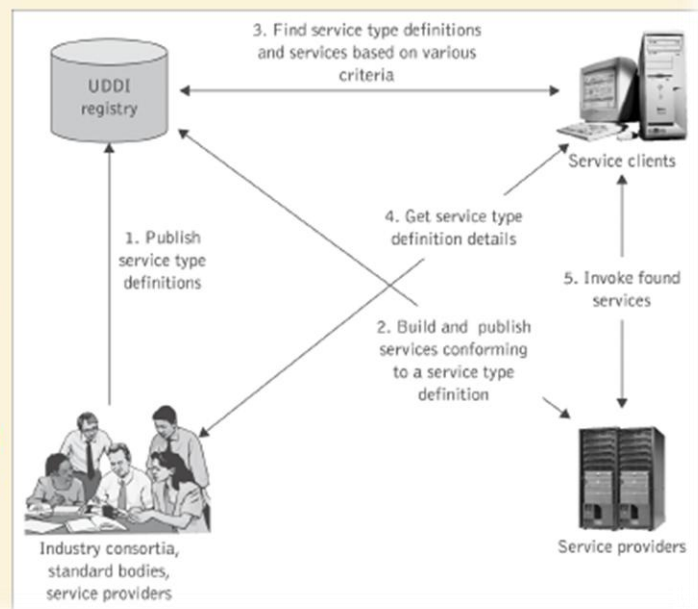 3. Find service type definitions
and services based on various
criteria
UDDI
registry
Service clients
1. Publish
service type
definitions
4. Get service type
definition details
5. Invoke found
services
2. Build and publish
services conforming
to a service type
definition
Industry consortia,
standard bodies,
service providers
Service providers